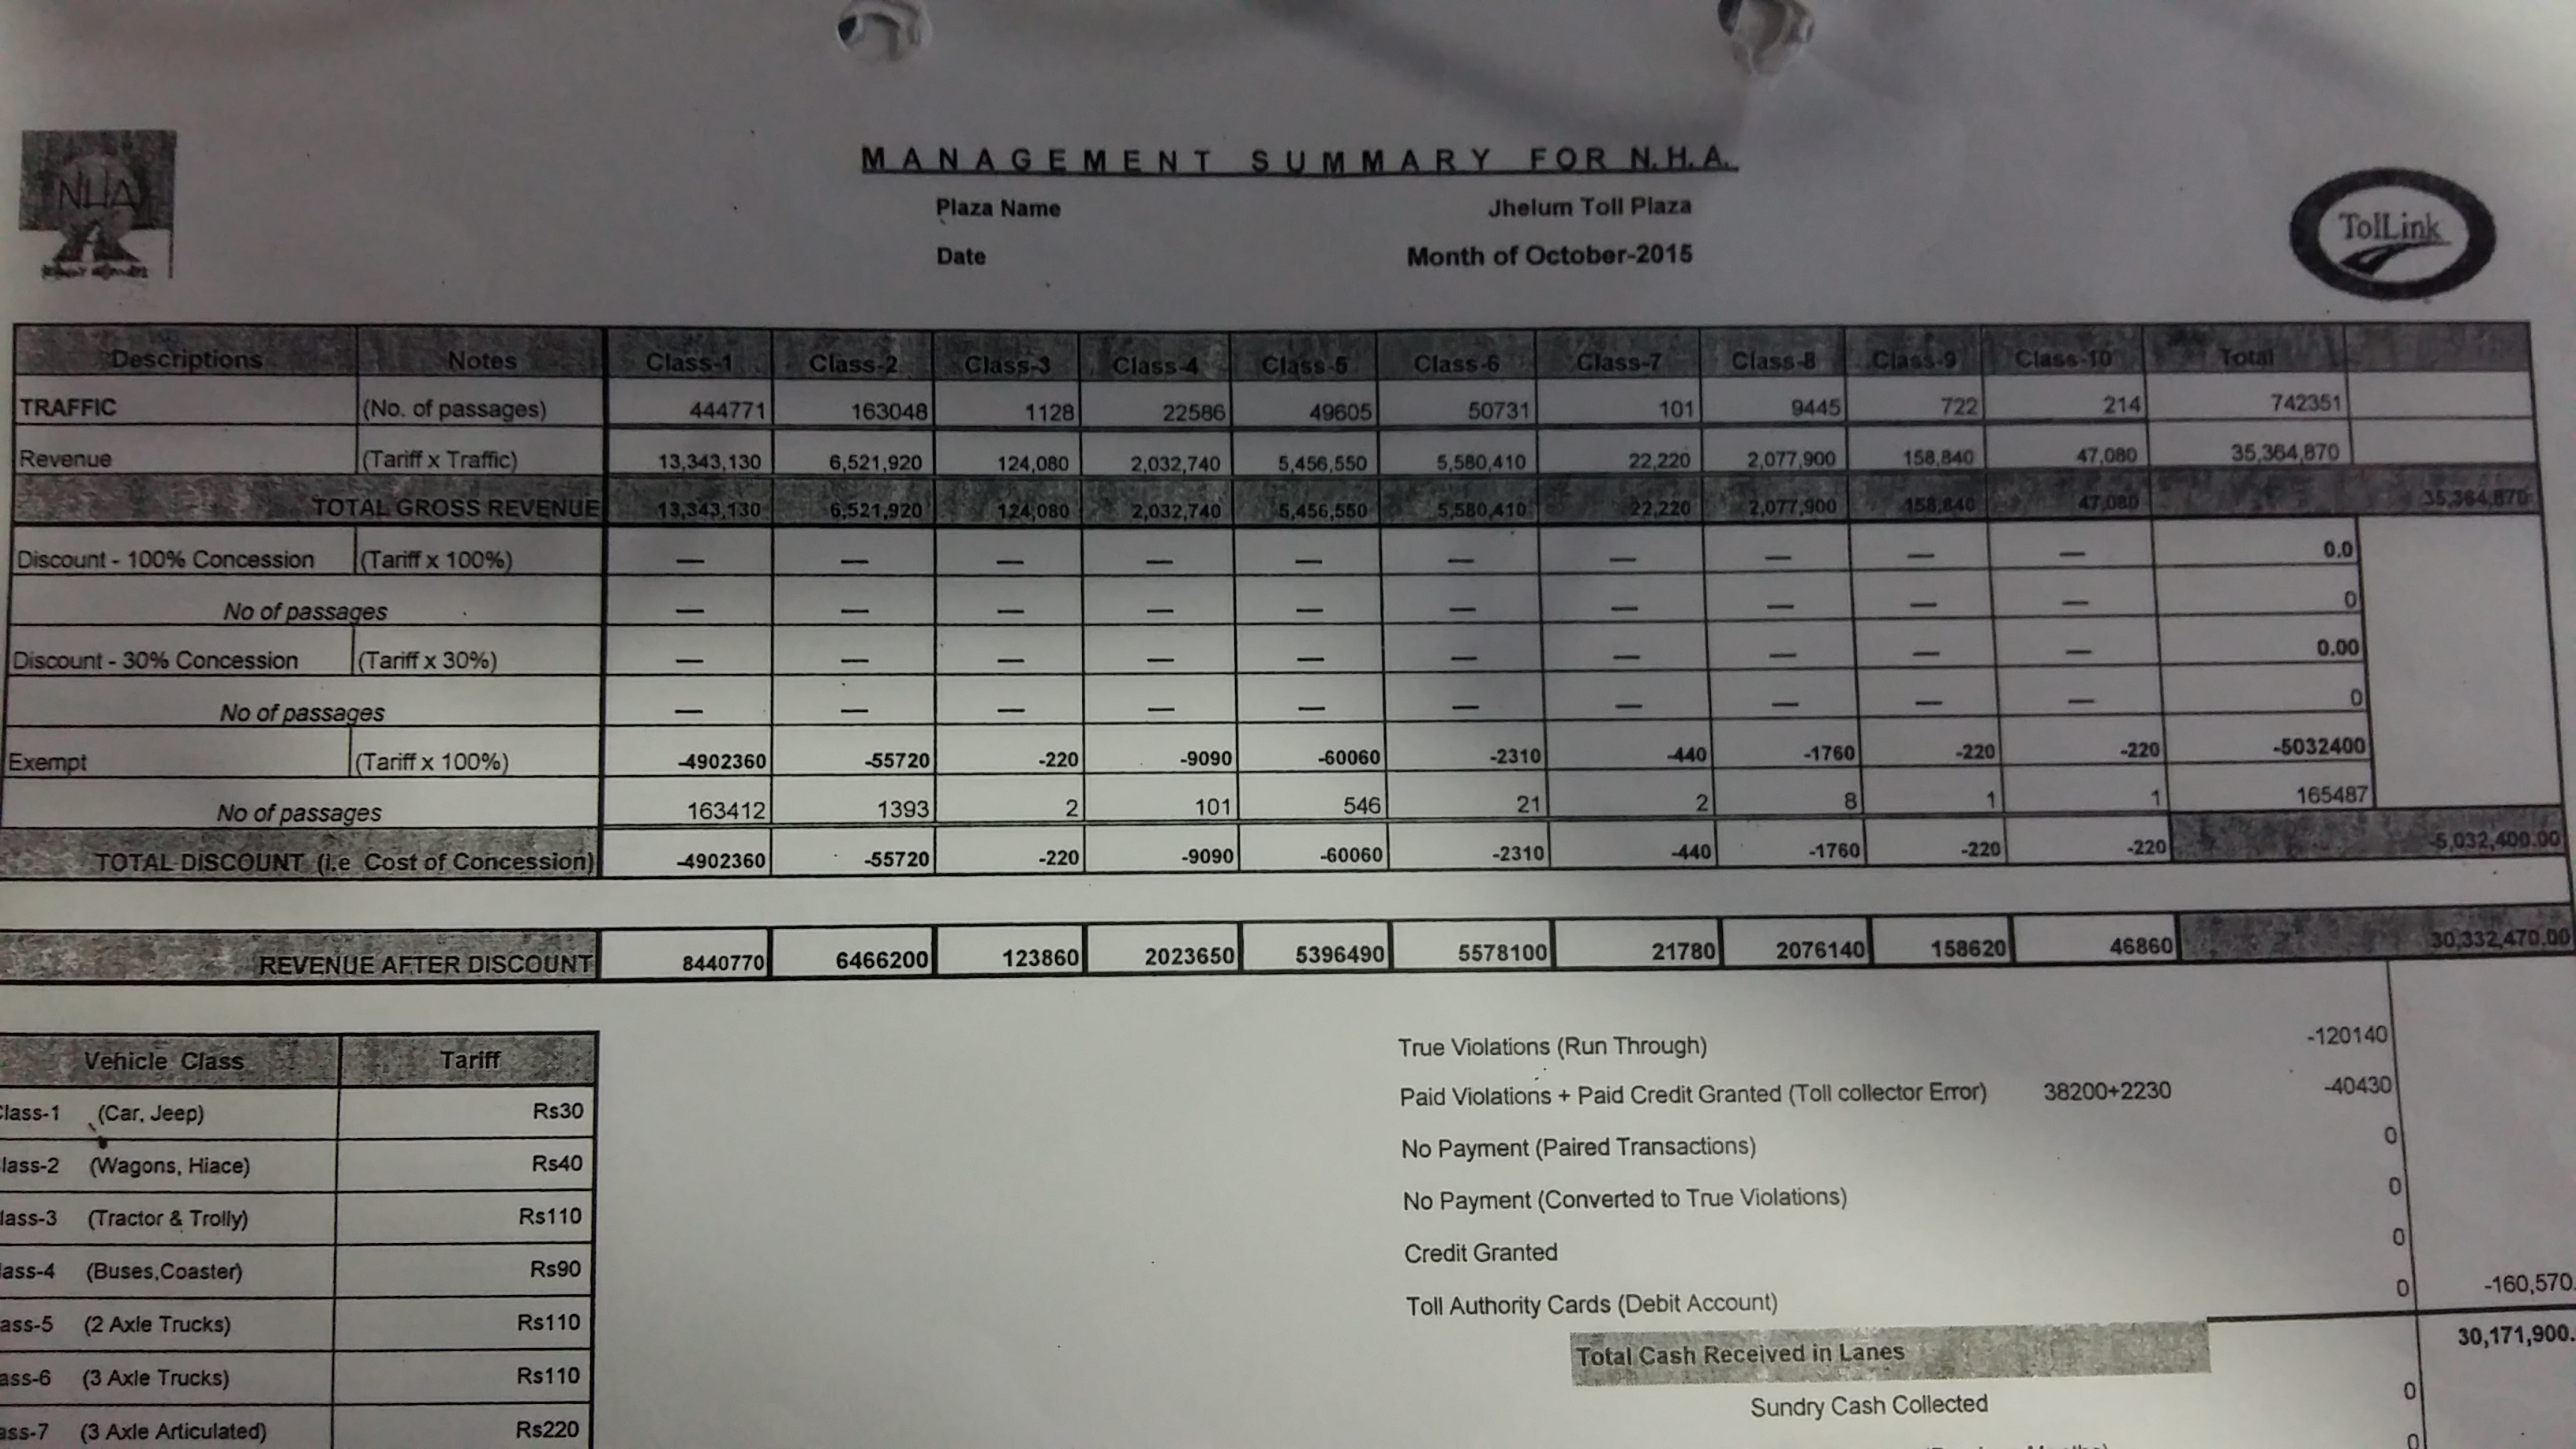 NHA
MANAGEMENT SUMMARY FOR N.H.A.
Plaza Name Jhelum Toll Plaza
Date Month of October-2015
TolLink
Descriptions Notes Class-1 Class-2 Class-3 Class-4 Class-5 Class-6 Class-7 Class-8 Class-9 Class-10 Total
TRAFFIC (No. of passages) 444771 163048 1128 22586 49605 50731 101 9445 722 214 742351
Revenue (Tariff x Traffic) 13,343,130 6,521,920 124,080 2,032,740 5,456,550 5,580,410 22,220 2,077,900 158,840 47,080 35,364,870
TOTAL GROSS REVENUE 13,343,130 6,521,920 124,080 2,032,740 5,456,550 5,580,410 22,220 2,077,900 158,840 47,080 35,364,870
Discount - 100% Concession (Tariff x 100%) — — — — — — — — — — 0.0
No of passages — — — — — — — — — — 0
Discount - 30% Concession (Tariff x 30%) — — — — — — — — — — 0.00
No of passages — — — — — — — — — — 0
Exempt (Tariff x 100%) -4902360 -55720 -220 -9090 -60060 -2310 -440 -1760 -220 -220 -5032400
No of passages 163412 1393 2 101 546 21 2 8 1 1 165487
TOTAL DISCOUNT (i.e Cost of Concession) -4902360 -55720 -220 -9090 -60060 -2310 -440 -1760 -220 -220 -5,032,400.00
REVENUE AFTER DISCOUNT 8440770 6466200 123860 2023650 5396490 5578100 21780 2076140 158620 46860 30,332,470.00
Vehicle Class Tariff
lass-1 (Car, Jeep) Rs30
lass-2 (Wagons, Hiace) Rs40
lass-3 (Tractor & Trolly) Rs110
ass-4 (Buses,Coaster) Rs90
ass-5 (2 Axle Trucks) Rs110
ass-6 (3 Axle Trucks) Rs110
ass-7 (3 Axle Articulated) Rs220
True Violations (Run Through) -120140
Paid Violations + Paid Credit Granted (Toll collector Error) 38200+2230 -40430
No Payment (Paired Transactions) 0
No Payment (Converted to True Violations) 0
Credit Granted 0
Toll Authority Cards (Debit Account) 0 -160,570.
Total Cash Received in Lanes 30,171,900.
Sundry Cash Collected 0
0